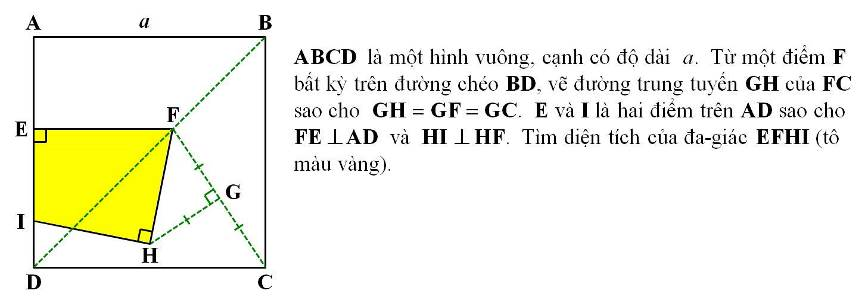 A a B
ABCD là một hình vuông, cạnh có độ dài a. Từ một điểm F
bất kỳ trên đường chéo BD, vẽ đường trung tuyến GH của FC
sao cho GH = GF = GC. E và I là hai điểm trên AD sao cho
FE ⊥ AD và HI ⊥ HF. Tìm diện tích của đa-giác EFHI (tô
màu vàng).
E F
G
I
H
D C